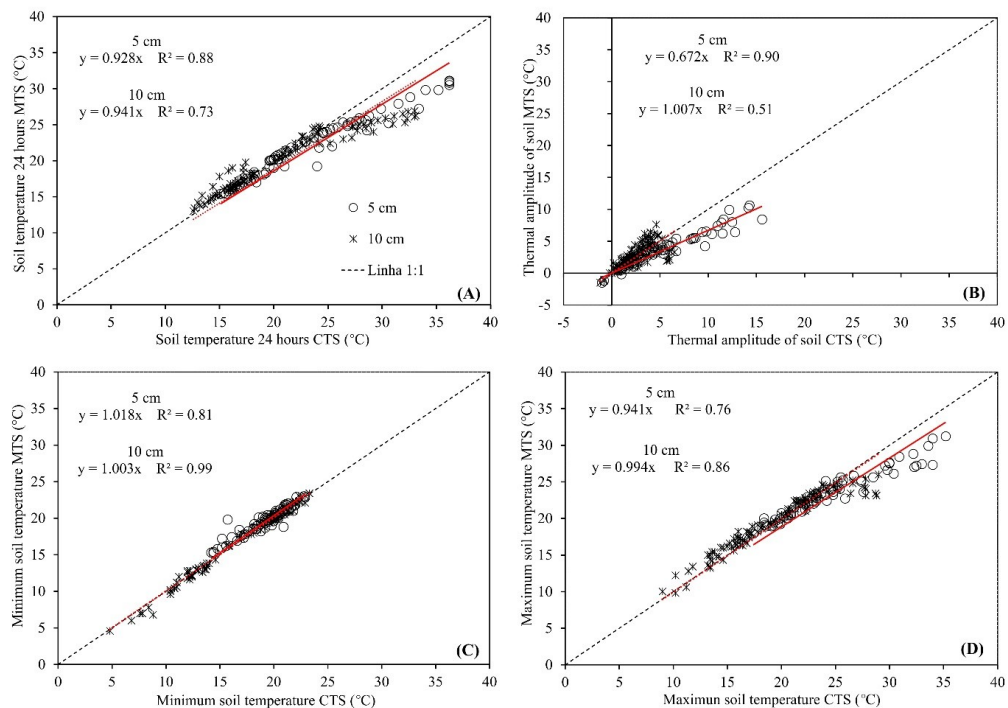 40
35
30
25
20
15
10
5
0
Soil temperature 24 hours MTS (°C)
5 cm
y = 0.928x R² = 0.88
10 cm
y = 0.941x R² = 0.73
5 cm
10 cm
Linha 1:1
(A)
0 5 10 15 20 25 30 35 40
Soil temperature 24 hours CTS (°C)
40
35
30
25
20
15
10
5
0
-5
Thermal amplitude of soil MTS (°C)
5 cm
y = 0.672x R² = 0.90
10 cm
y = 1.007x R² = 0.51
(B)
-5 0 5 10 15 20 25 30 35 40
Thermal amplitude of soil CTS (°C)
40
35
30
25
20
15
10
5
0
Minimum soil temperature MTS (°C)
5 cm
y = 1.018x R² = 0.81
10 cm
y = 1.003x R² = 0.99
(C)
0 5 10 15 20 25 30 35 40
Minimum soil temperature CTS (°C)
40
35
30
25
20
15
10
5
0
Maximum soil temperature MTS (°C)
5 cm
y = 0.941x R² = 0.76
10 cm
y = 0.994x R² = 0.86
(D)
0 5 10 15 20 25 30 35 40
Maximun soil temperature CTS (°C)